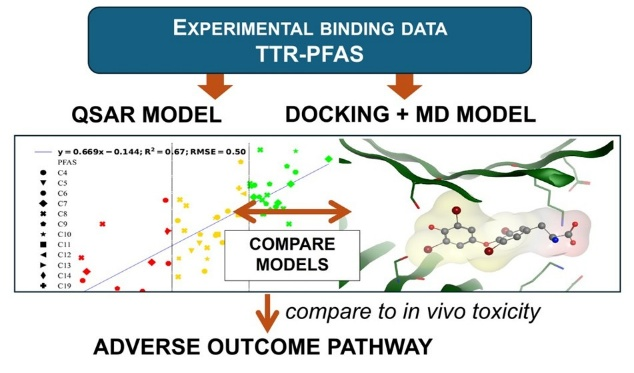 EXPERIMENTAL BINDING DATA
TTR-PFAS
QSAR MODEL
DOCKING + MD MODEL
y = 0.669x − 0.144; R² = 0.67; RMSE = 0.50
PFAS
C4
C5
C6
C7
C8
C9
C10
C11
C12
C13
C14
C19
COMPARE
MODELS
compare to in vivo toxicity
ADVERSE OUTCOME PATHWAY